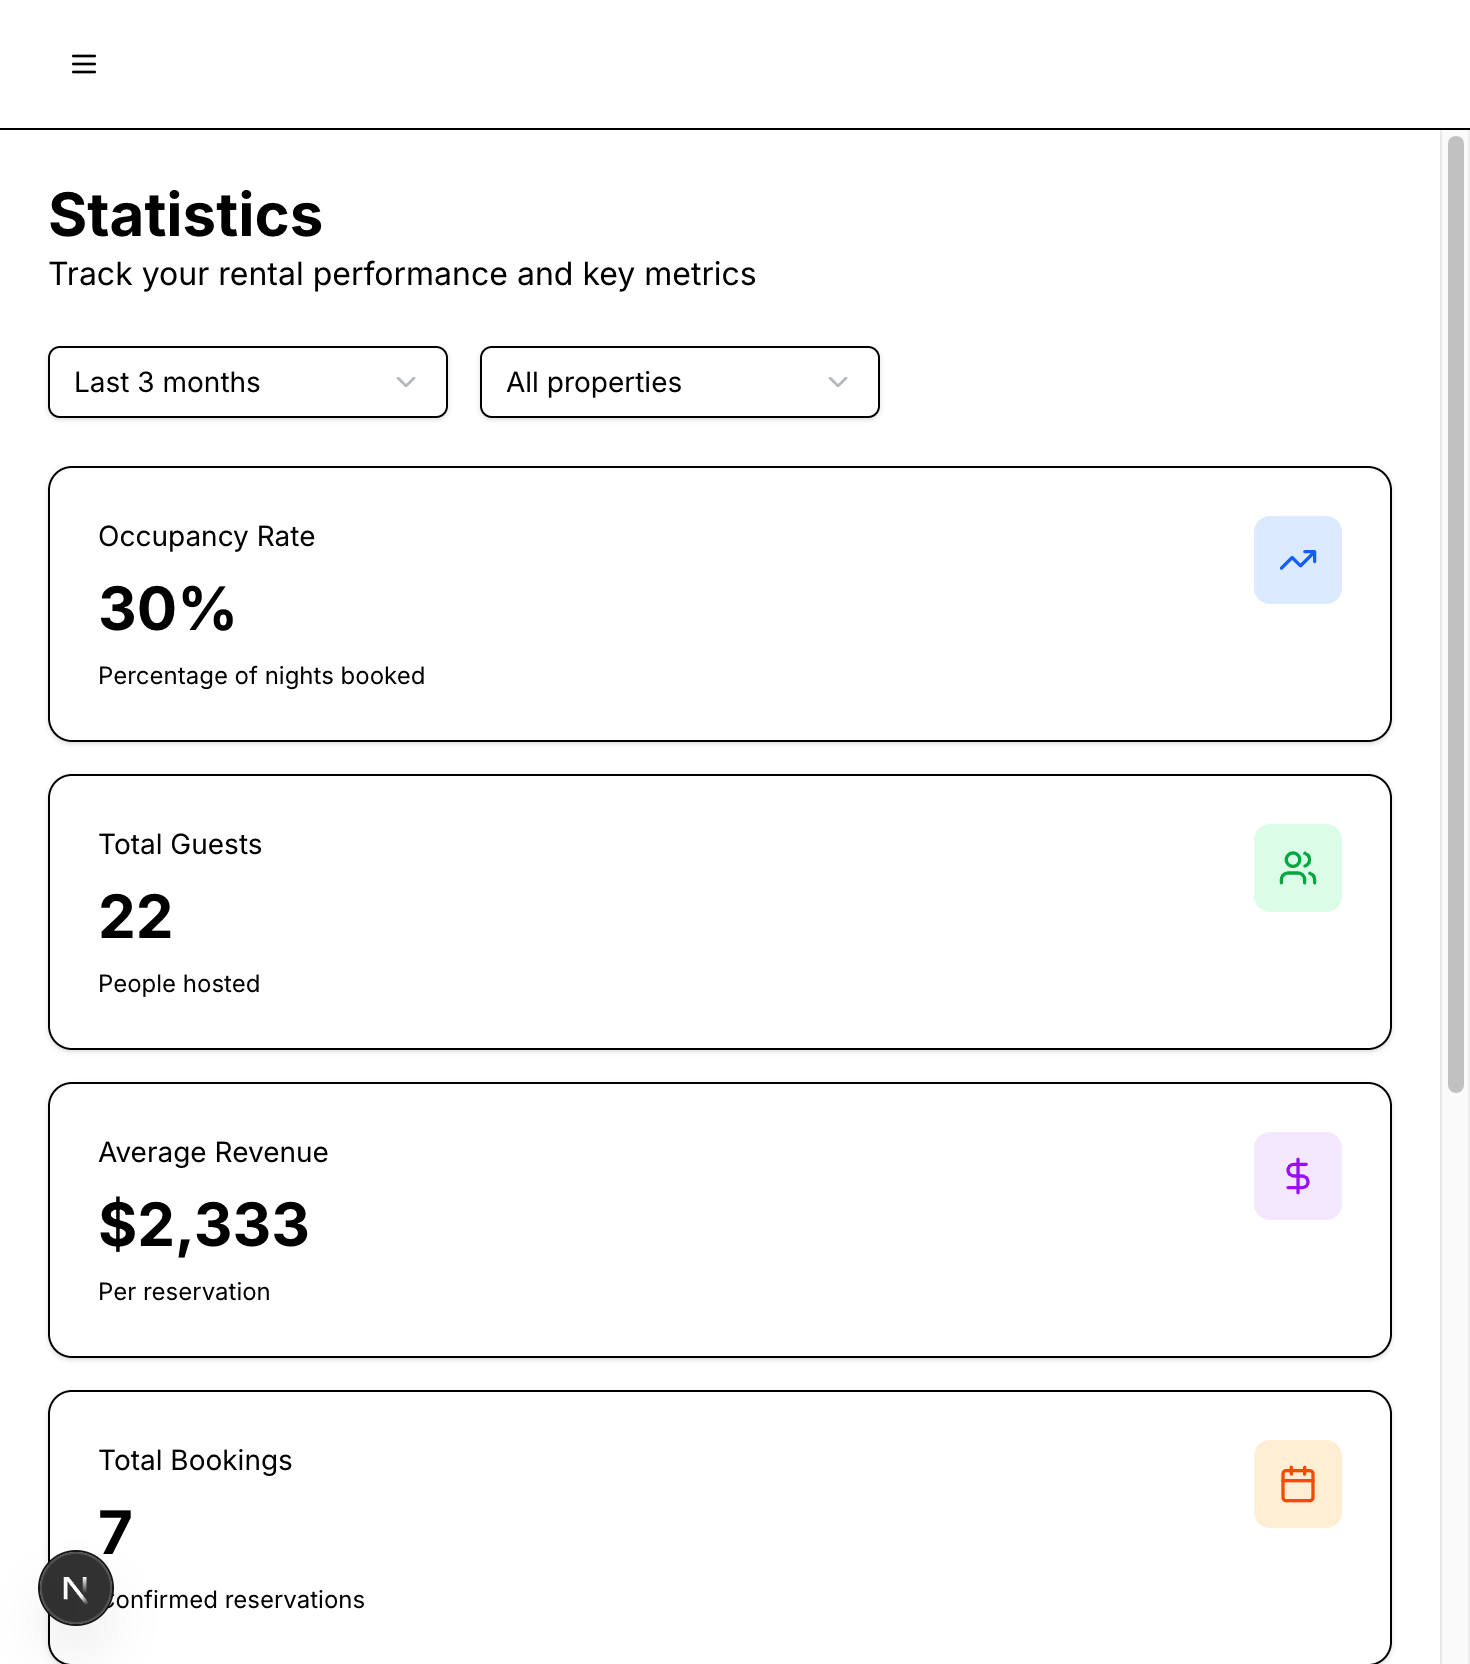 Statistics
Track your rental performance and key metrics
Last 3 months
All properties
Occupancy Rate
30%
Percentage of nights booked
Total Guests
22
People hosted
Average Revenue
$2,333
Per reservation
Total Bookings
7
Confirmed reservations
N